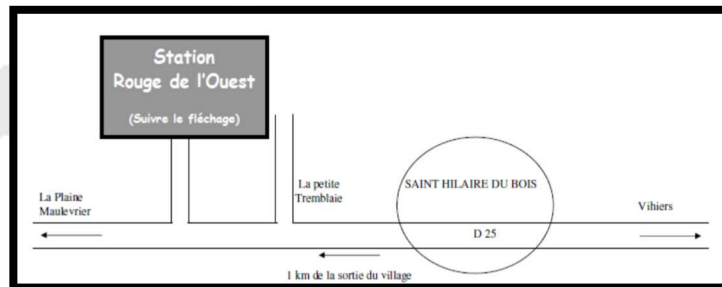 Station
Rouge de l'Ouest
(Suivre le fléchage)
La Plaine
Maulevrier
La petite
Tremblaie
SAINT HILAIRE DU BOIS
Vihiers
D 25
1 km de la sortie du village